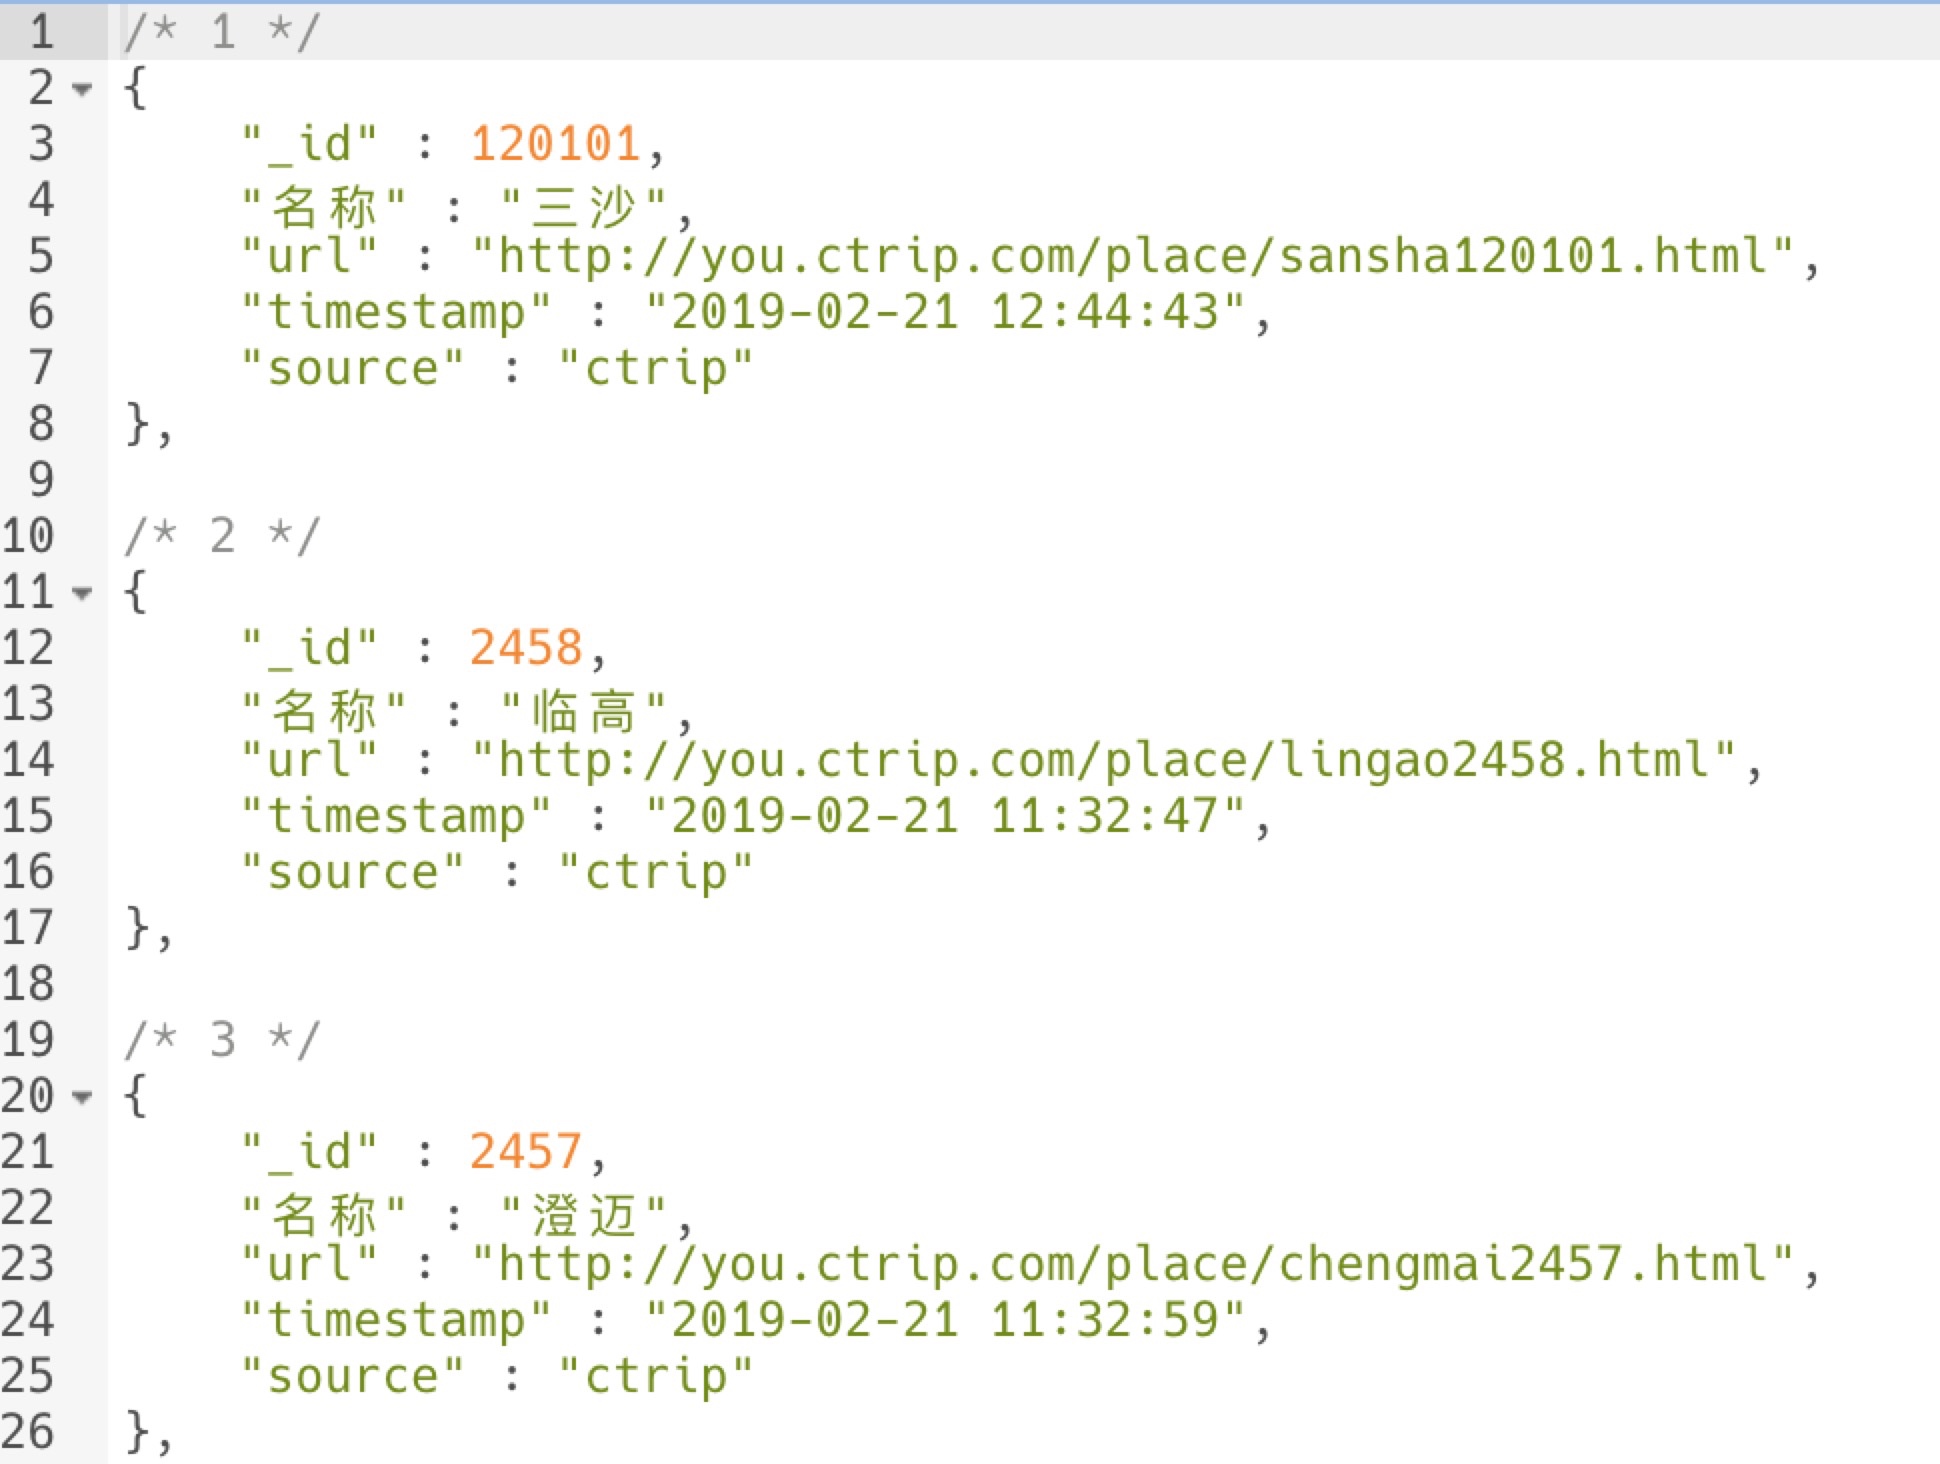 1 /* 1 */
2 {
3 "_id" : 120101,
4 "名称" : "三沙",
5 "url" : "http://you.ctrip.com/place/sansha120101.html",
6 "timestamp" : "2019-02-21 12:44:43",
7 "source" : "ctrip"
8 },
9
10 /* 2 */
11 {
12 "_id" : 2458,
13 "名称" : "临高",
14 "url" : "http://you.ctrip.com/place/lingao2458.html",
15 "timestamp" : "2019-02-21 11:32:47",
16 "source" : "ctrip"
17 },
18
19 /* 3 */
20 {
21 "_id" : 2457,
22 "名称" : "澄迈",
23 "url" : "http://you.ctrip.com/place/chengmai2457.html",
24 "timestamp" : "2019-02-21 11:32:59",
25 "source" : "ctrip"
26 },